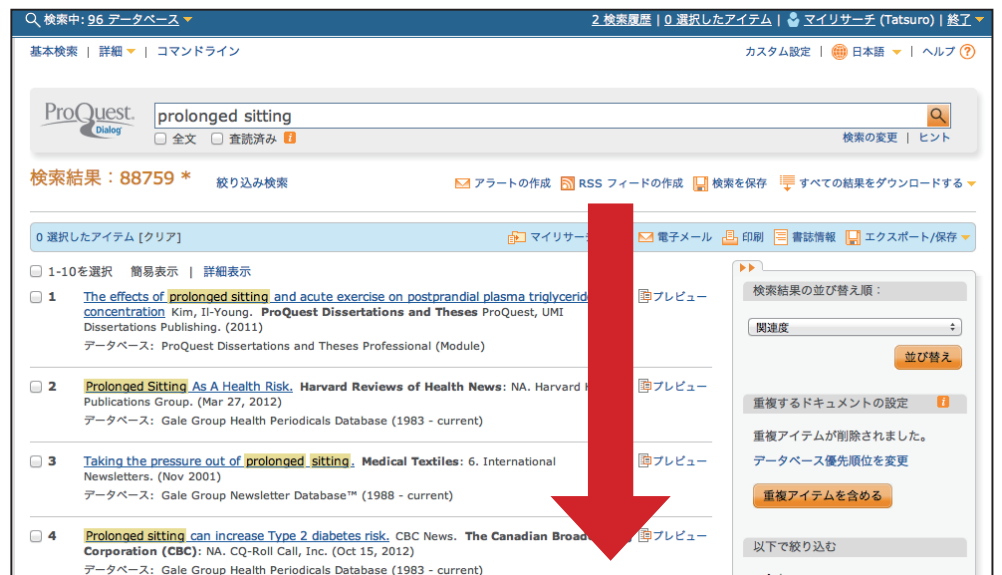 検索中: 96 データベース
2 検索履歴 | 0 選択したアイテム | マイリサーチ (Tatsuro) | 終了
基本検索 | 詳細 | コマンドライン
カスタム設定 | 日本語 | ヘルプ ?
ProQuest
Dialog
prolonged sitting
全文 査読済み i
検索の変更 | ヒント
検索結果：88759 * 絞り込み検索
アラートの作成 RSS フィードの作成 検索を保存 すべての結果をダウンロードする
0 選択したアイテム [クリア]
マイリサー 電子メール 印刷 書誌情報 エクスポート/保存
1-10を選択 簡易表示 | 詳細表示
1 The effects of prolonged sitting and acute exercise on postprandial plasma
concentration Kim, Il-Young. ProQuest Dissertations and Theses ProQuest, UMI
Dissertations Publishing. (2011)
データベース: ProQuest Dissertations and Theses Professional (Module)
プレビュー
2 Prolonged Sitting As A Health Risk. Harvard Reviews of Health News: NA. Harvard
Publications Group. (Mar 27, 2012)
データベース: Gale Group Health Periodicals Database (1983 - current)
プレビュー
3 Taking the pressure out of prolonged sitting. Medical Textiles: 6. International
Newsletters. (Nov 2001)
データベース: Gale Group Newsletter Database™ (1988 - current)
プレビュー
4 Prolonged sitting can increase Type 2 diabetes risk. CBC News. The Canadian
Corporation (CBC): NA. CQ-Roll Call, Inc. (Oct 15, 2012)
データベース: Gale Group Health Periodicals Database (1983 - current)
プレビュー
検索結果の並び替え順：
関連度
並び替え
重複するドキュメントの設定 i
重複アイテムが削除されました。
データベース優先順位を変更
重複アイテムを含める
以下で絞り込む